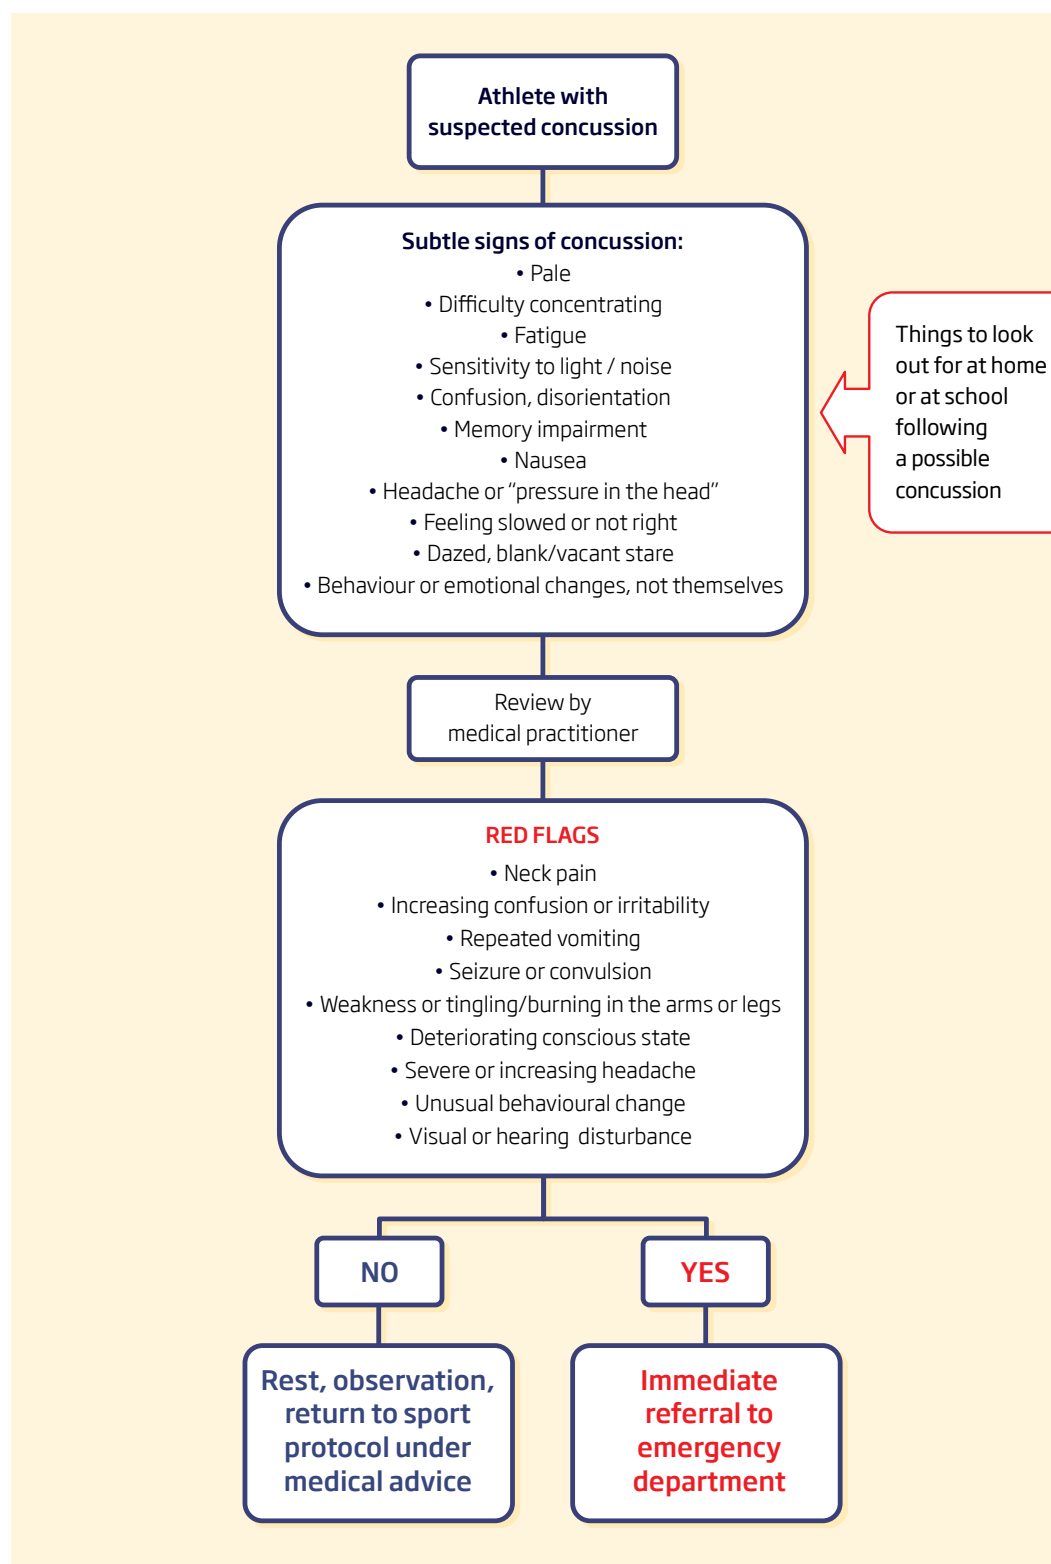 Athlete with
suspected concussion
Subtle signs of concussion:
• Pale
• Difficulty concentrating
• Fatigue
• Sensitivity to light / noise
• Confusion, disorientation
• Memory impairment
• Nausea
• Headache or “pressure in the head”
• Feeling slowed or not right
• Dazed, blank/vacant stare
• Behaviour or emotional changes, not themselves
Things to look
out for at home
or at school
following
a possible
concussion
Review by
medical practitioner
RED FLAGS
• Neck pain
• Increasing confusion or irritability
• Repeated vomiting
• Seizure or convulsion
• Weakness or tingling/burning in the arms or legs
• Deteriorating conscious state
• Severe or increasing headache
• Unusual behavioural change
• Visual or hearing disturbance
NO
YES
Rest, observation,
return to sport
protocol under
medical advice
Immediate
referral to
emergency
department